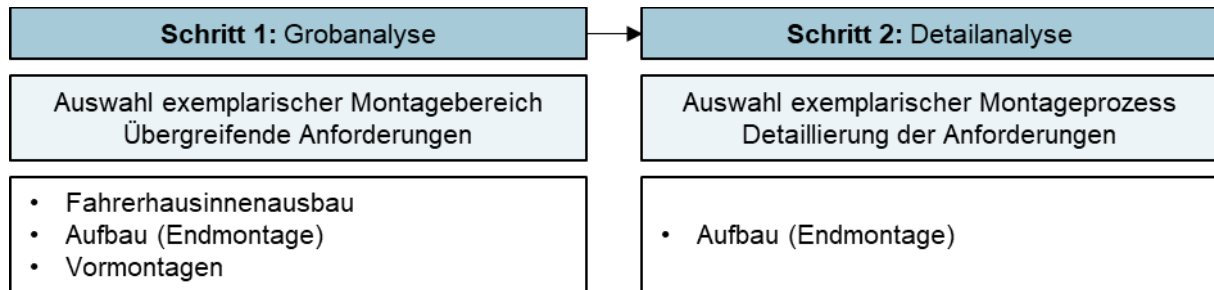 Schritt 1: Grobanalyse
Auswahl exemplarischer Montagebereich
Übergreifende Anforderungen
• Fahrerhausinnenausbau
• Aufbau (Endmontage)
• Vormontagen
Schritt 2: Detailanalyse
Auswahl exemplarischer Montageprozess
Detaillierung der Anforderungen
• Aufbau (Endmontage)